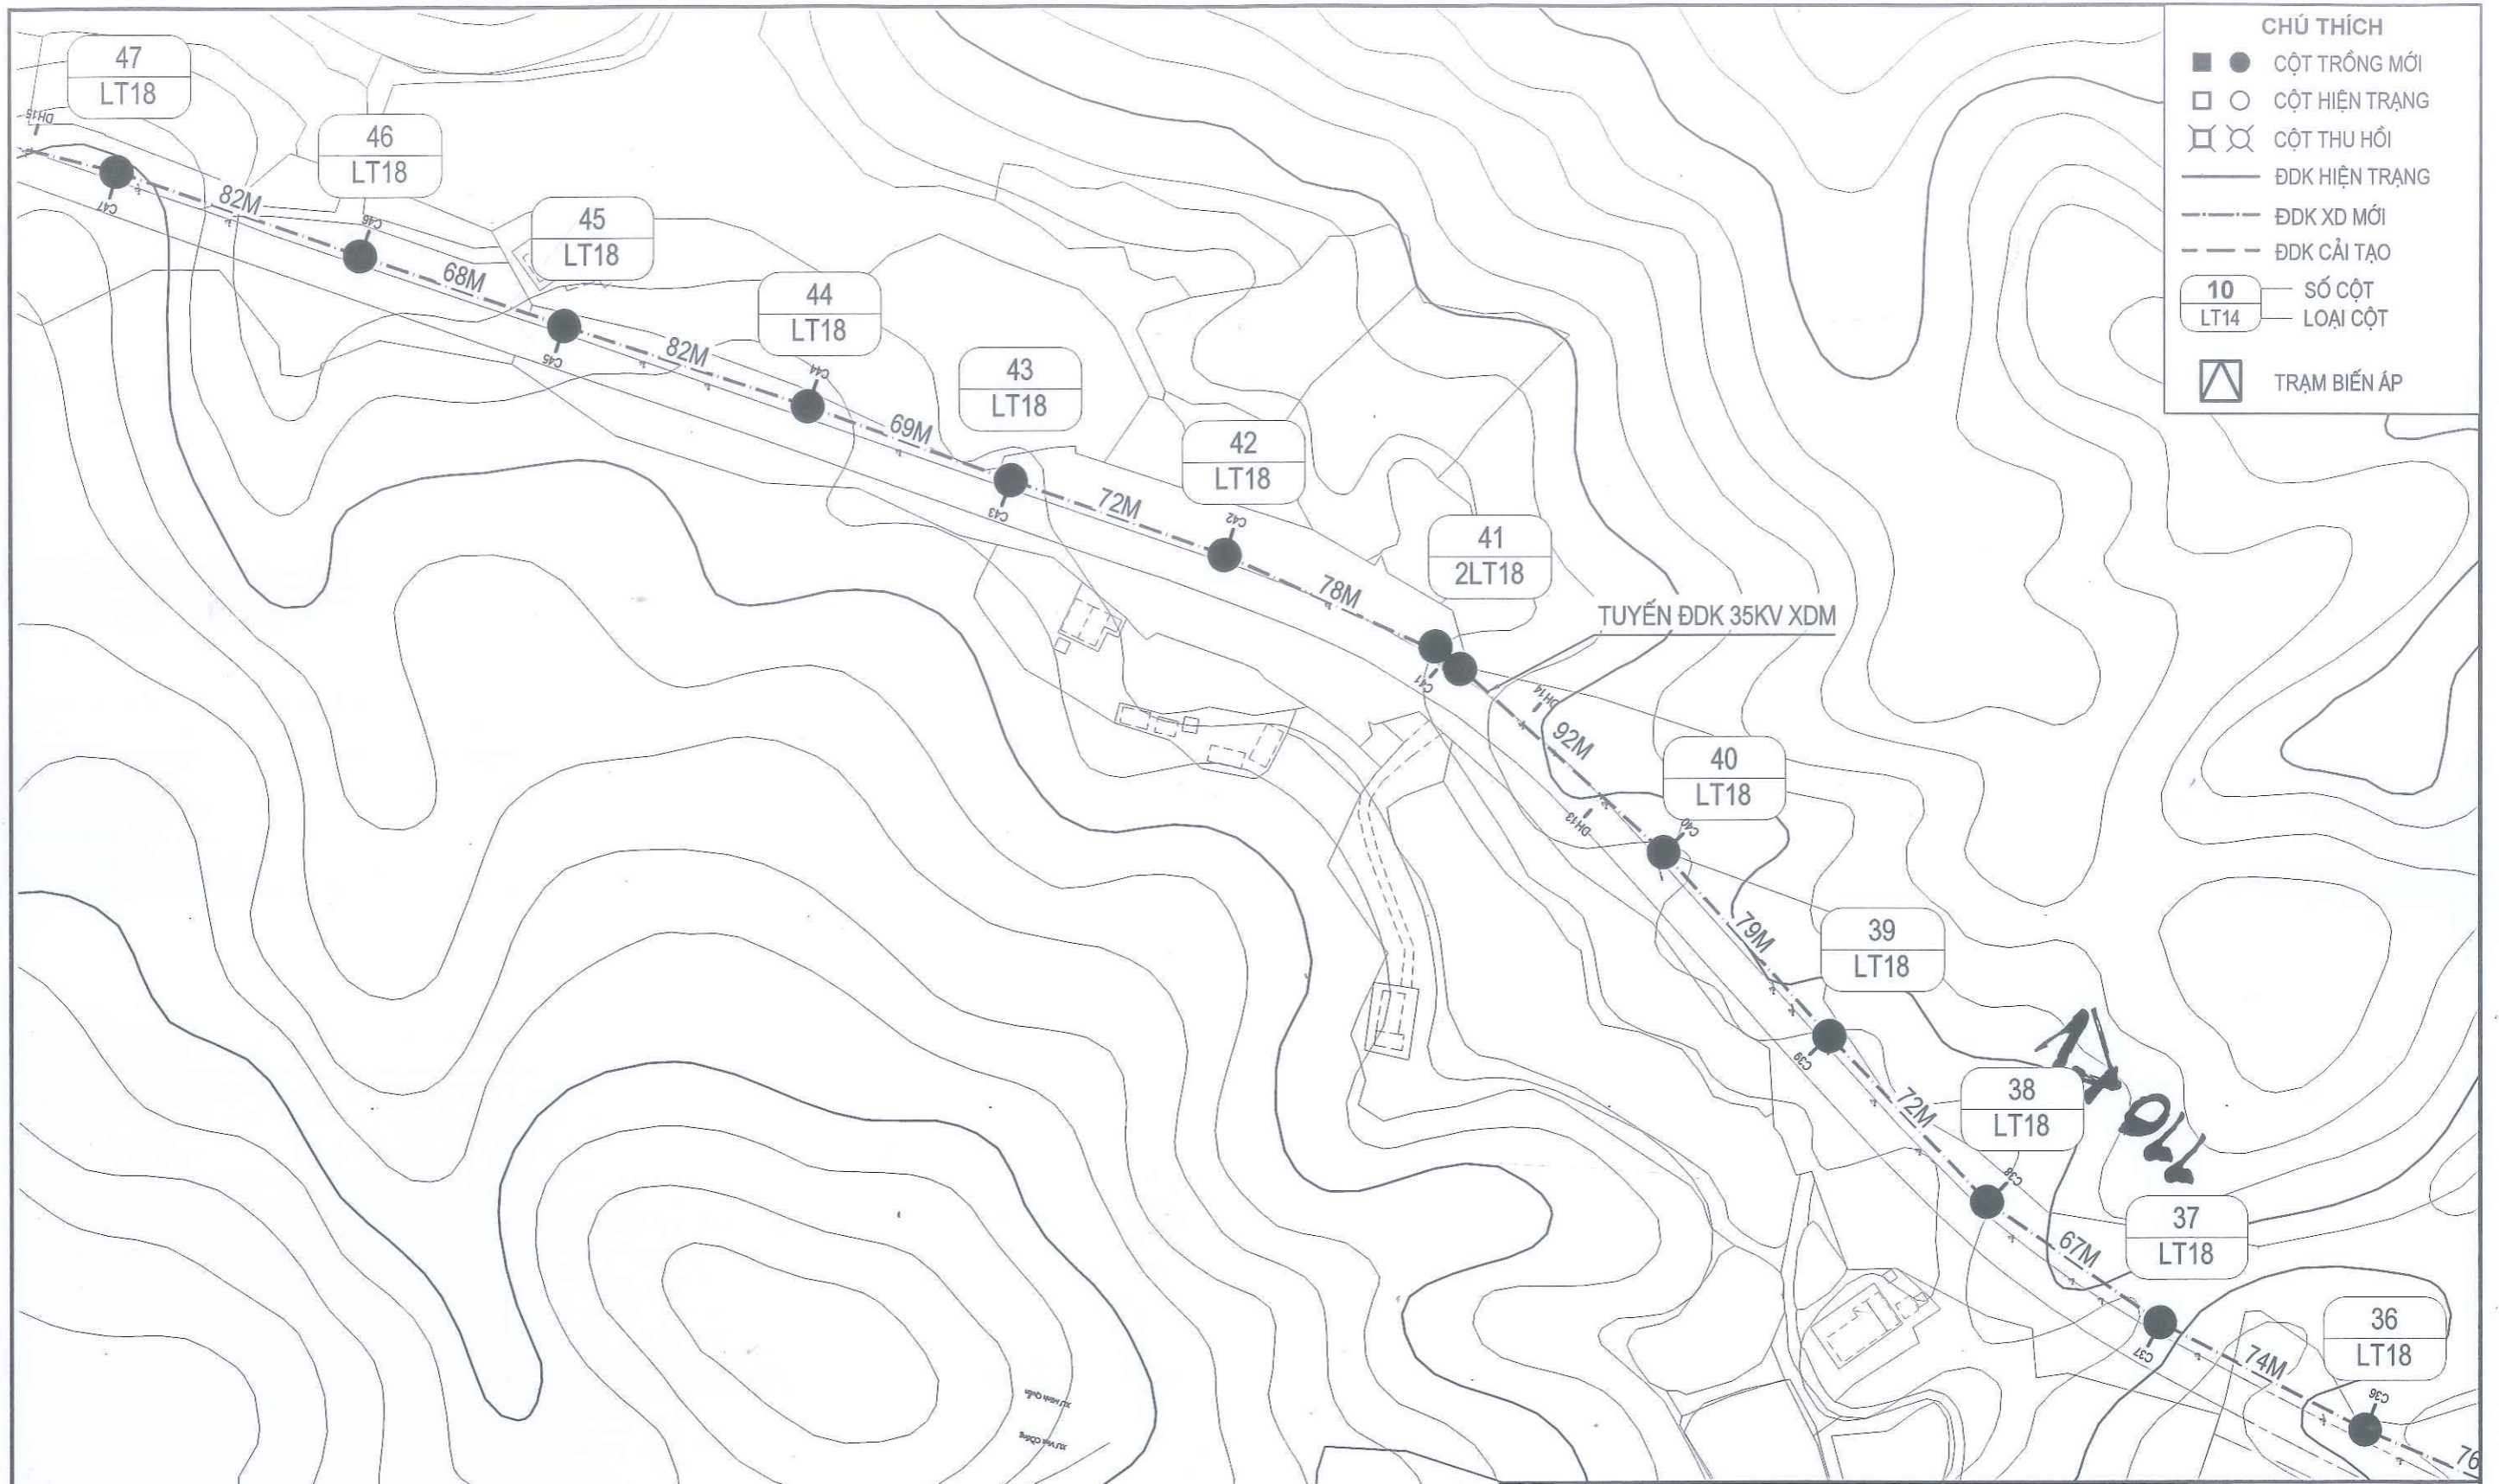 CHÚ THÍCH
CỘT TRỒNG MỚI
CỘT HIỆN TRẠNG
CỘT THU HỒI
ĐDK HIỆN TRẠNG
ĐDK XD MỚI
ĐDK CẢI TẠO
10
SỐ CỘT
LT14
LOẠI CỘT
TRẠM BIẾN ÁP
47
LT18
DH15
C47
82M
46
LT18
C46
68M
45
LT18
C45
82M
44
LT18
C44
69M
43
LT18
C43
72M
42
LT18
C42
78M
41
2LT18
C41
TUYẾN ĐDK 35KV XDM
DH14
92M
DH13
40
LT18
C40
79M
39
LT18
C39
72M
38
LT18
C38
67M
37
LT18
C37
74M
36
LT18
C36
76